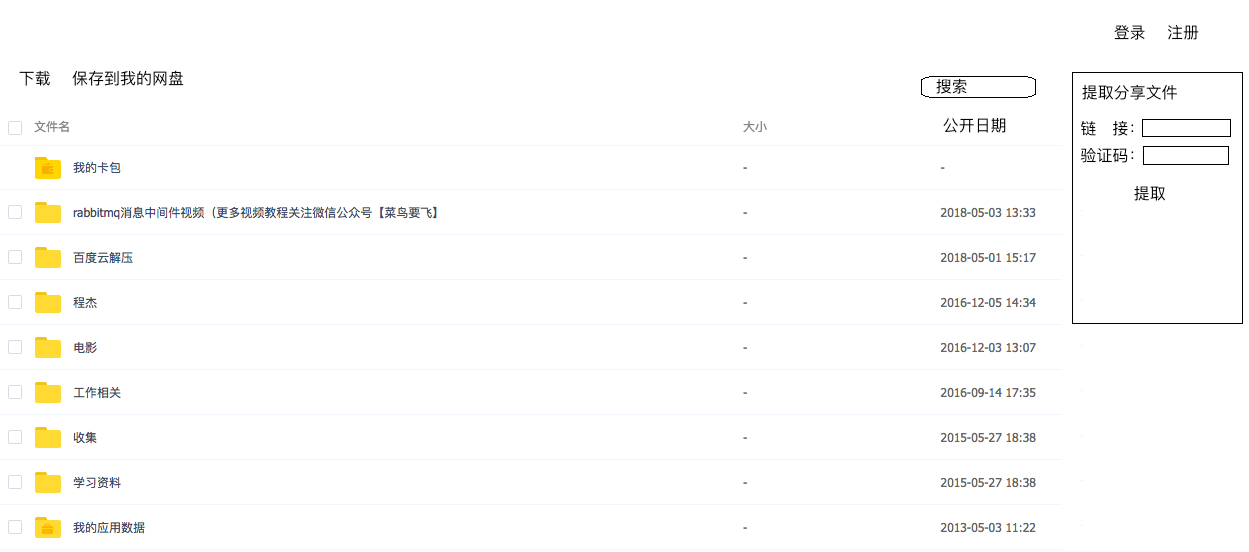 登录 注册
下载 保存到我的网盘
搜索
提取分享文件
链 接：
验证码：
提取
文件名 大小 公开日期
我的卡包 - -
rabbitmq消息中间件视频（更多视频教程关注微信公众号【菜鸟要飞】 - 2018-05-03 13:33
百度云解压 - 2018-05-01 15:17
程杰 - 2016-12-05 14:34
电影 - 2016-12-03 13:07
工作相关 - 2016-09-14 17:35
收集 - 2015-05-27 18:38
学习资料 - 2015-05-27 18:38
我的应用数据 - 2013-05-03 11:22